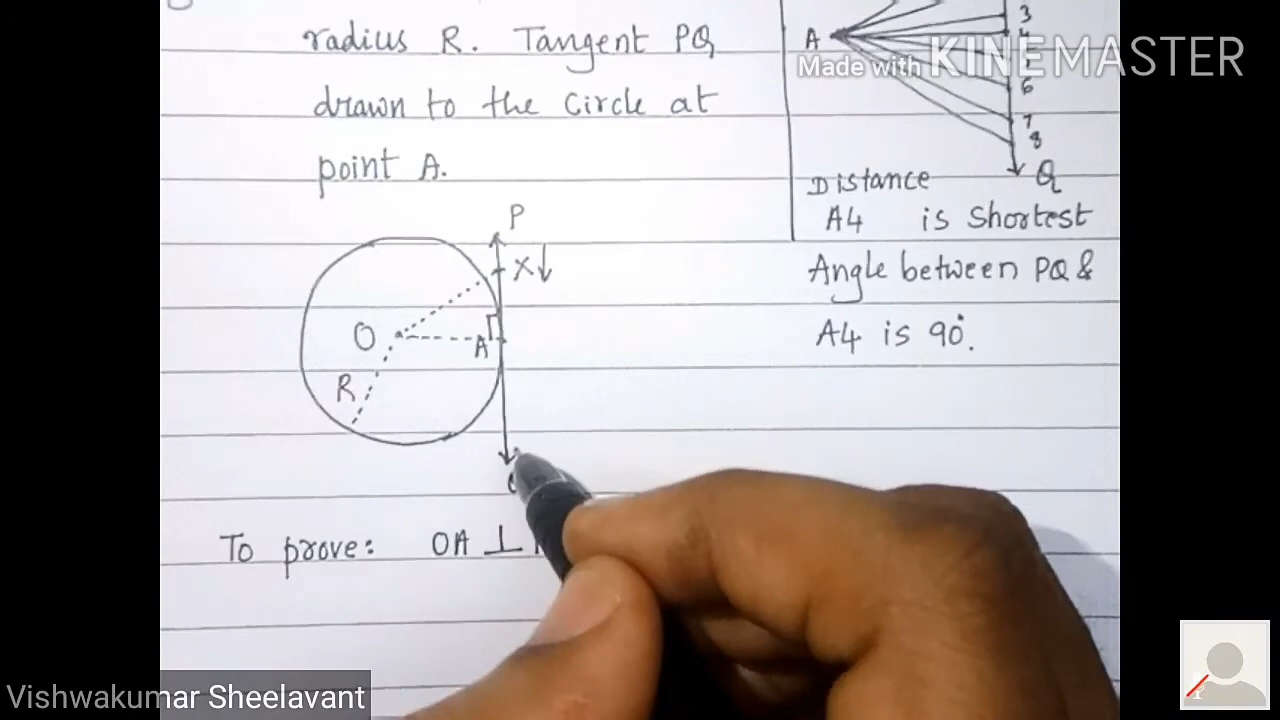 radius R. Tangent PQ
drawn to the circle at
point A.
P
X↓
O
A
R
To prove: OA ⊥
A
3
4
6
7
8
Q
Distance
A4 is shortest
Angle between PQ &
A4 is 90°.
Made with KINEMASTER
Vishwakumar Sheelavant